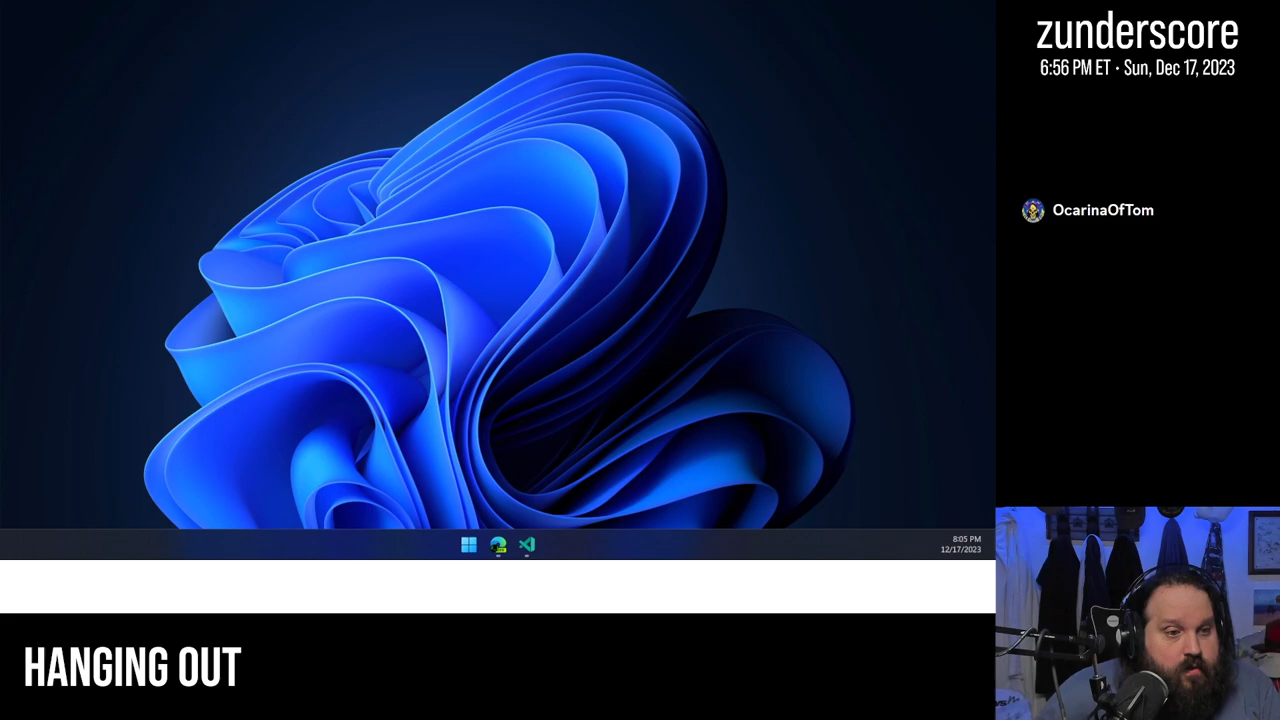 zunderscore
6:56 PM ET · Sun, Dec 17, 2023
OcarinaOfTom
8:05 PM
12/17/2023
HANGING OUT